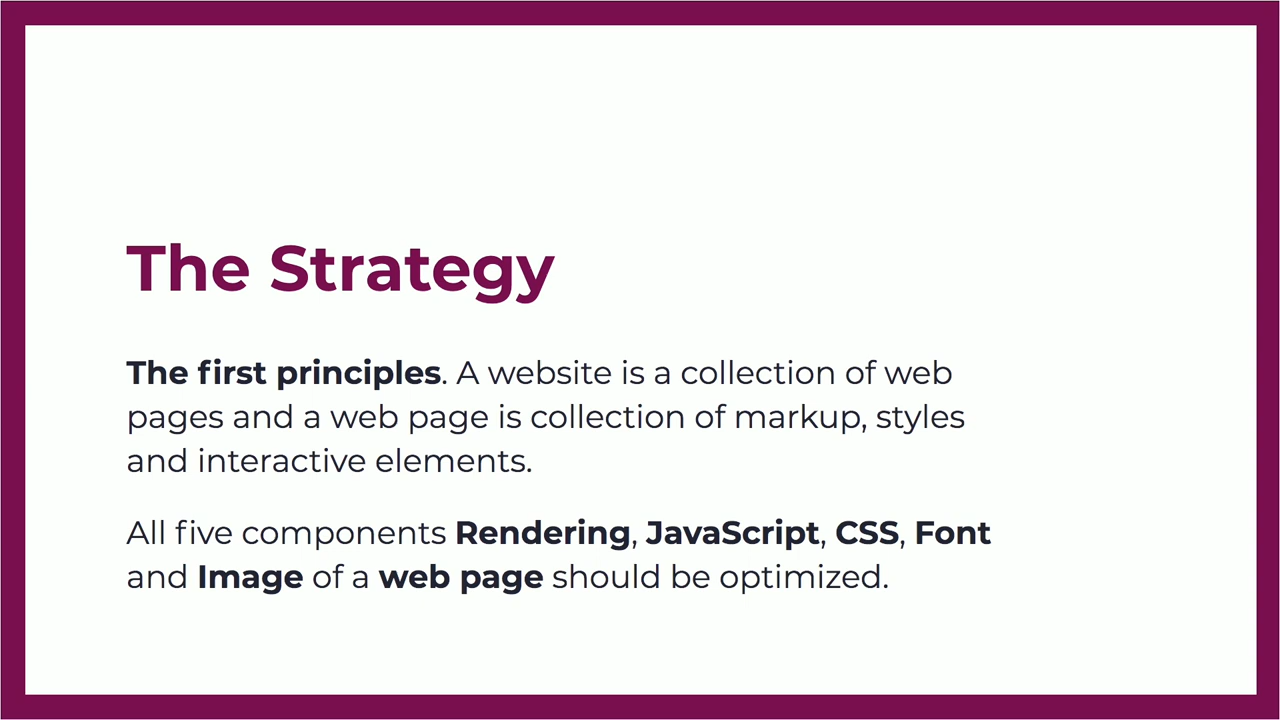 The Strategy
The first principles. A website is a collection of web
pages and a web page is collection of markup, styles
and interactive elements.
All five components Rendering, JavaScript, CSS, Font
and Image of a web page should be optimized.